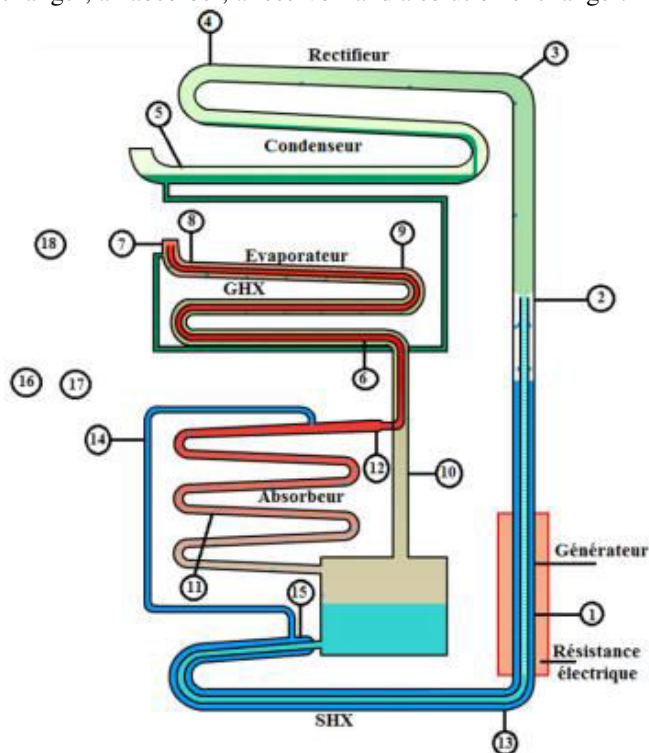 4
Rectifieur
3
5
Condenseur
18
7
8
Evaporateur
9
GHX
2
16
17
6
14
12
10
Absorbeur
11
15
Générateur
1
Résistance
électrique
SHX
13